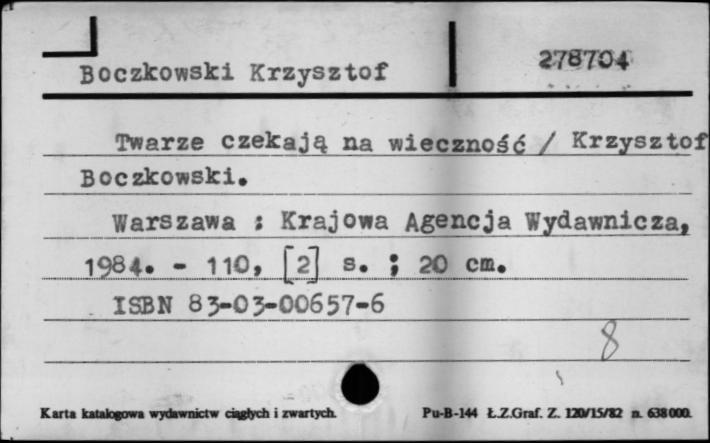 Boczkowski Krzysztof
278704
Twarze czekają na wieczność / Krzysztof
Boczkowski.
Warszawa : Krajowa Agencja Wydawnicza,
1984. - 110, [2] s. ; 20 cm.
ISBN 83-03-00657-6
8
Karta katalogowa wydawnictw ciągłych i zwartych. Pu-B-144 Ł.Z.Graf. Z. 120/15/82 n. 638000.